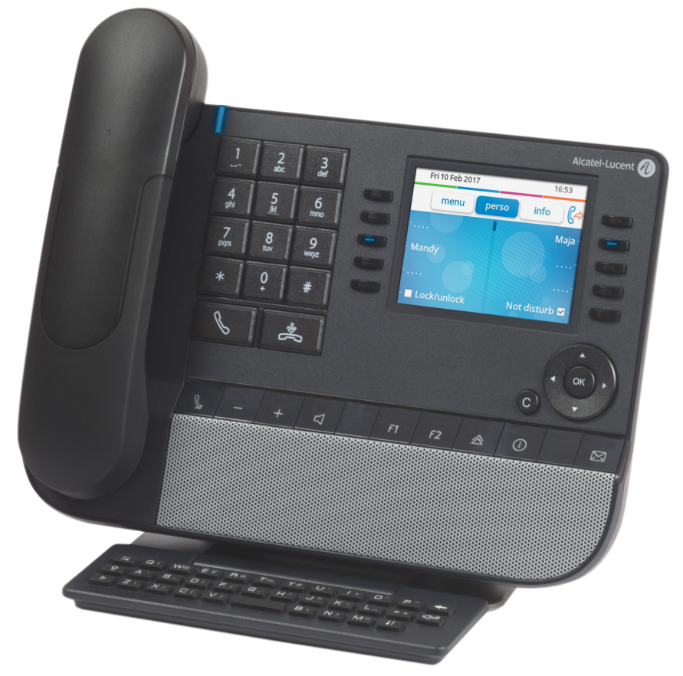 Alcatel-Lucent
Fri 10 Feb 2017 16:53
menu perso info
Maja
Mandy
Lock/unlock Not disturb
1 2 abc 3 def
4 ghi 5 jkl 6 mno
7 pqrs 8 tuv 9 wxyz
* 0 + #
OK
C
− +
F1 F2
Q W E R T Y U I O P
A S D F G H J K L
Z X C V B N M